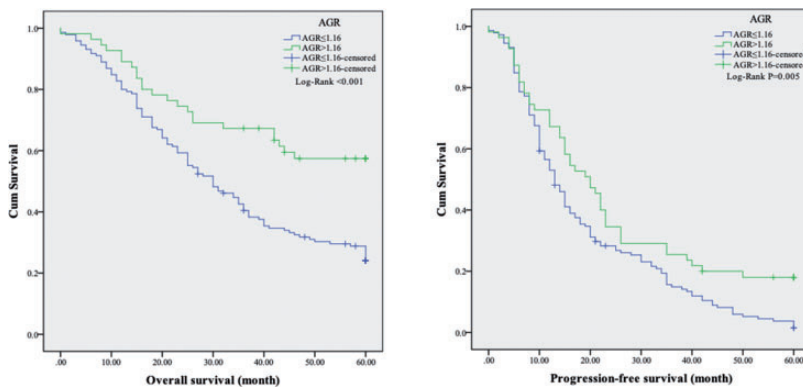 AGR
AGR≤1.16
AGR>1.16
AGR≤1.16-censored
AGR>1.16-censored
Log-Rank <0.001
Cum Survival
1.0
0.8
0.6
0.4
0.2
0.0
.00 10.00 20.00 30.00 40.00 50.00 60.00
Overall survival (month)
AGR
AGR≤1.16
AGR>1.16
AGR≤1.16-censored
AGR>1.16-censored
Log-Rank P=0.005
Cum Survival
1.0
0.8
0.6
0.4
0.2
0.0
.00 10.00 20.00 30.00 40.00 50.00 60.00
Progression-free survival (month)